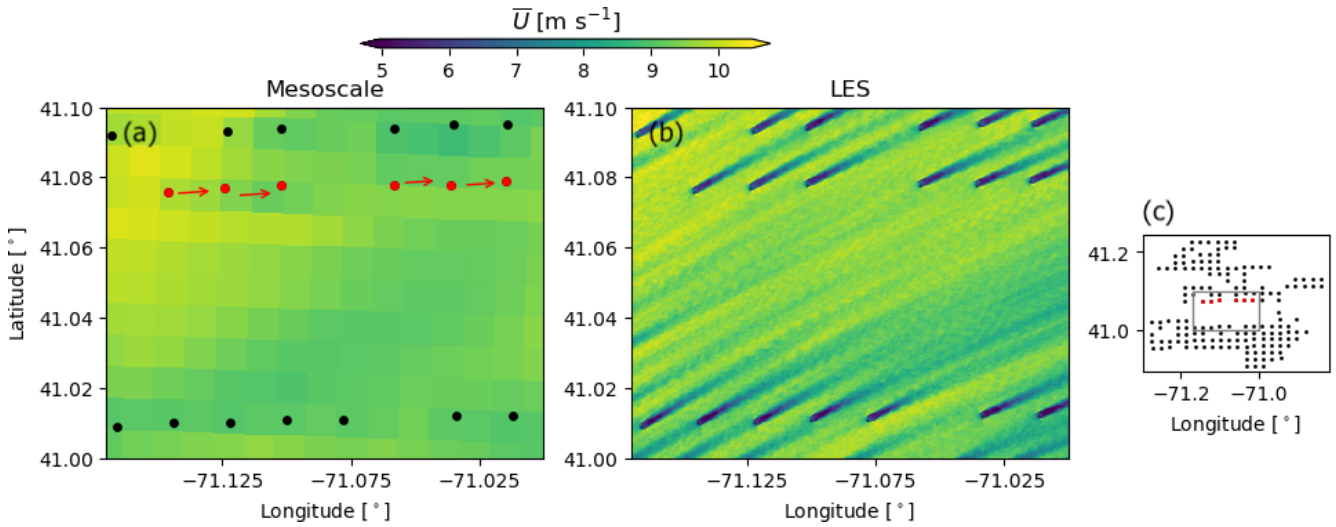 U̅ [m s⁻¹]
5 6 7 8 9 10
Mesoscale
LES
(a)
(b)
(c)
41.10
41.08
41.06
41.04
41.02
41.00
Latitude [°]
−71.125 −71.075 −71.025
Longitude [°]
41.10
41.08
41.06
41.04
41.02
41.00
−71.125 −71.075 −71.025
Longitude [°]
41.2
41.0
−71.2 −71.0
Longitude [°]